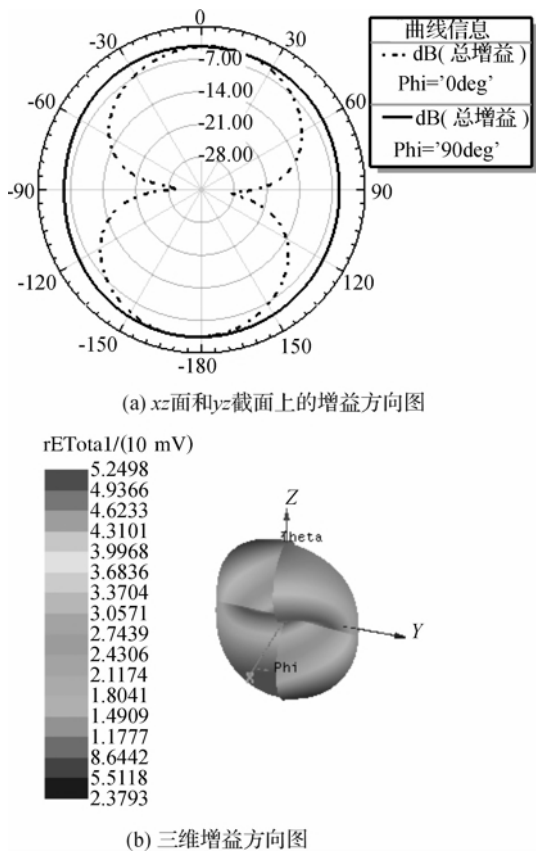 0
-30
30
-7.00
-60
60
-14.00
-21.00
-28.00
-90
90
-120
120
-150
150
-180
曲线信息
dB( 总增益 )
Phi='0deg'
dB( 总增益 )
Phi='90deg'
(a) xz面和yz截面上的增益方向图
rETotal/(10 mV)
5.2498
4.9366
4.6233
4.3101
3.9968
3.6836
3.3704
3.0571
2.7439
2.4306
2.1174
1.8041
1.4909
1.1777
8.6442
5.5118
2.3793
Z
Theta
Y
Phi
(b) 三维增益方向图